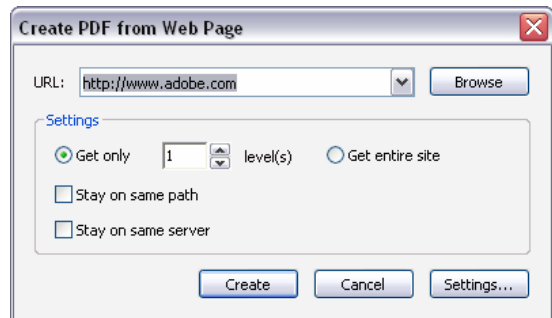 Create PDF from Web Page
URL: http://www.adobe.com Browse
Settings
Get only 1 level(s) Get entire site
Stay on same path
Stay on same server
Create Cancel Settings...